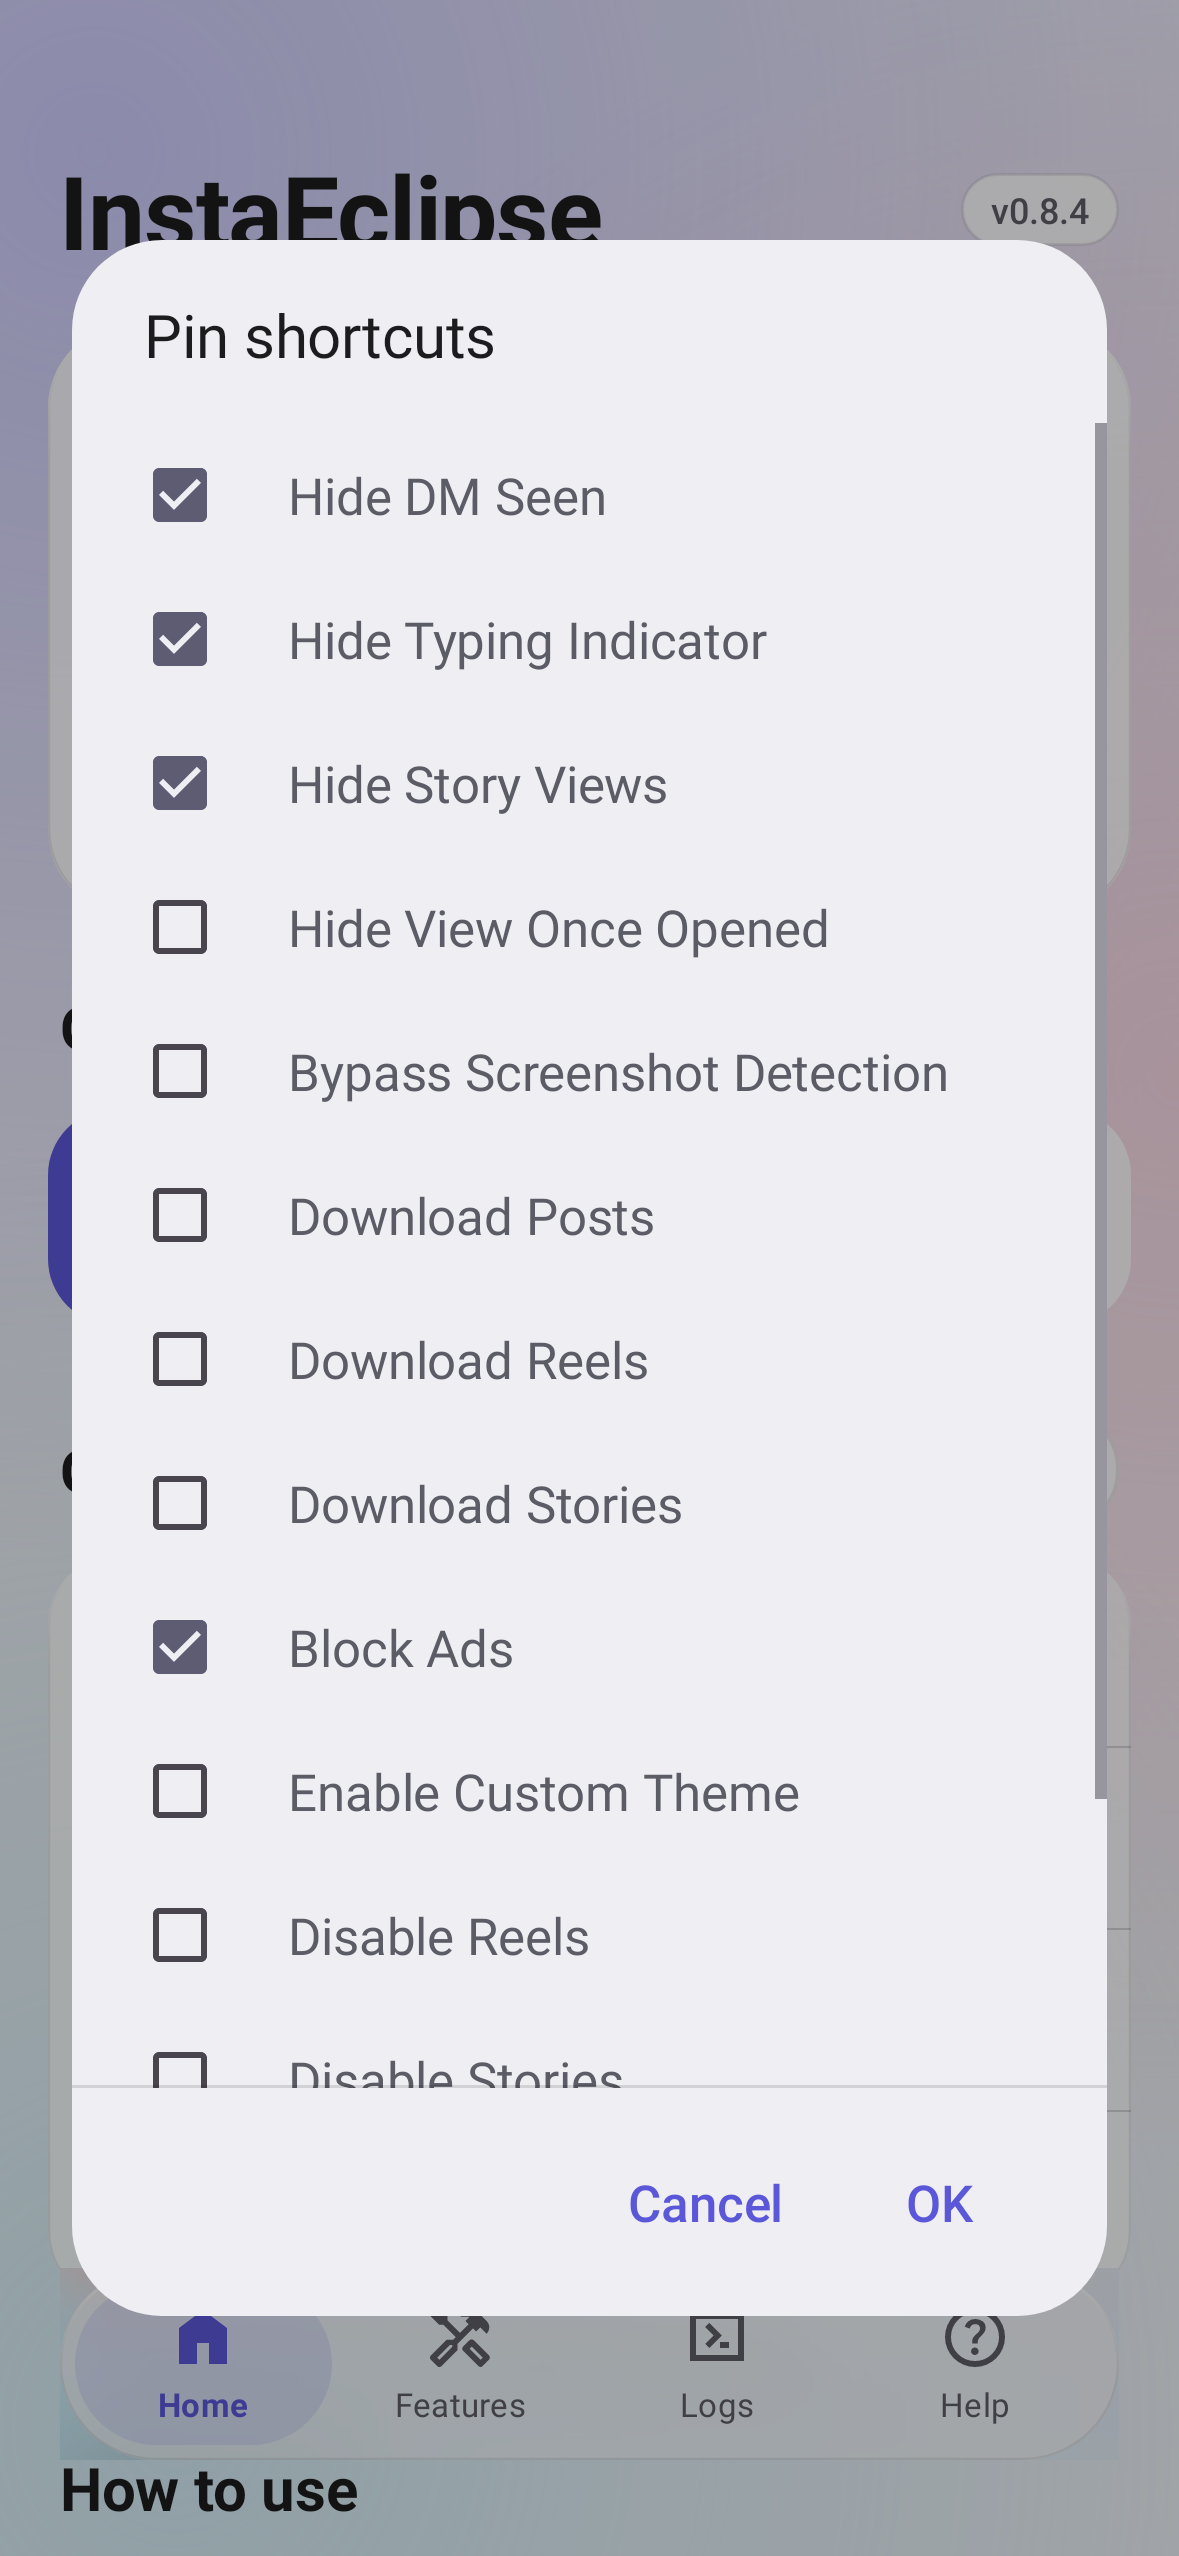 InstaEclipse
v0.8.4
Pin shortcuts
Hide DM Seen
Hide Typing Indicator
Hide Story Views
Hide View Once Opened
Bypass Screenshot Detection
Download Posts
Download Reels
Download Stories
Block Ads
Enable Custom Theme
Disable Reels
Disable Stories
Cancel
OK
Home
Features
Logs
Help
How to use